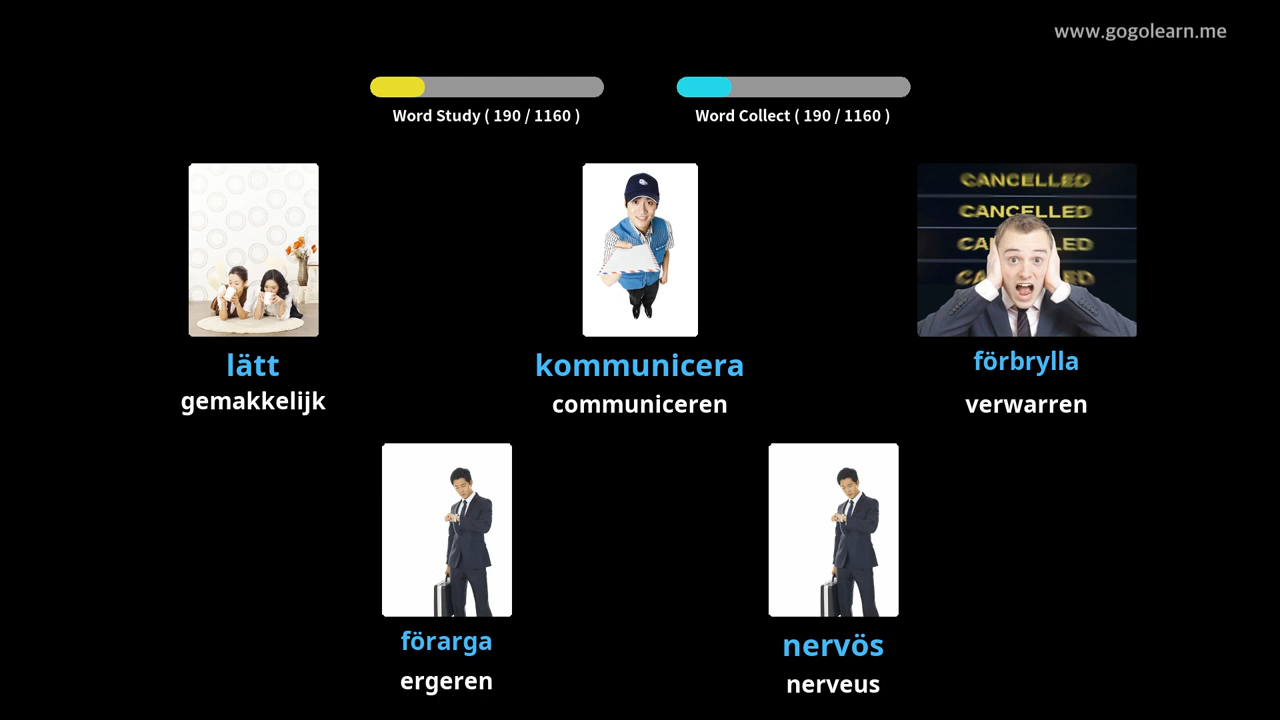 www.gogolearn.me
Word Study ( 190 / 1160 )
Word Collect ( 190 / 1160 )
CANCELLED
CANCELLED
lätt
kommunicera
förbrylla
gemakkelijk
communiceren
verwarren
förarga
nervös
ergeren
nerveus